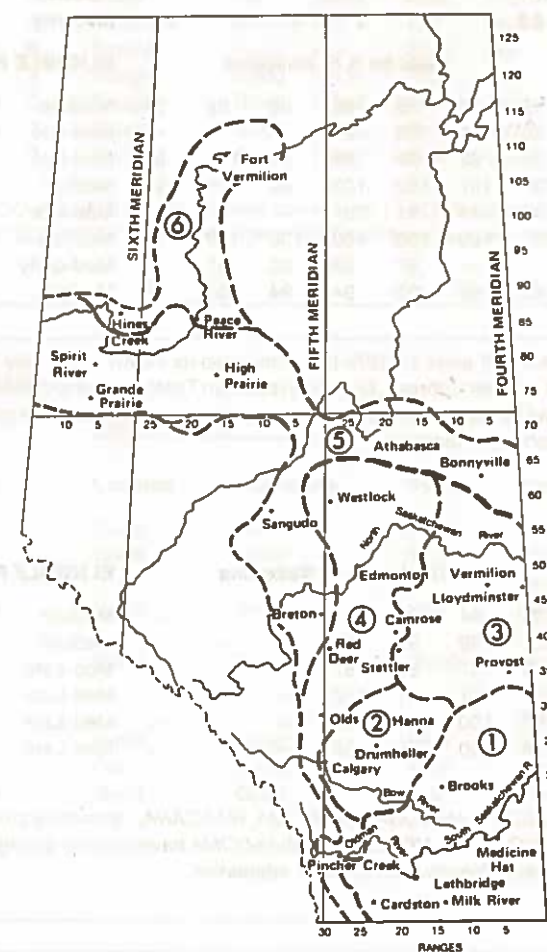 125
120
115
110
105
100
95
90
85
80
75
SIXTH MERIDIAN
FIFTH MERIDIAN
FOURTH MERIDIAN
Fort
Vermilion
⑥
Hines
Creek
Peace
River
Spirit
River
High
Prairie
Grande
Prairie
10 5 25 20 15 10 5 25 20 15 10 5
70
65
60
55
50
45
40
35
⑤
Athabasca
Bonnyville
Westlock
Sangudo
North Saskatchewan River
Edmonton
Vermilion
Lloydminster
Breton
④
Camrose
③
Red
Deer
Stettler
Provost
Olds
②
Hanna
①
Drumheller
Calgary
Brooks
Bow River
Oldman River
South Saskatchewan R.
Pincher Creek
Medicine
Hat
Lethbridge
Cardston
Milk River
30 25 20 15 10 5
RANGES